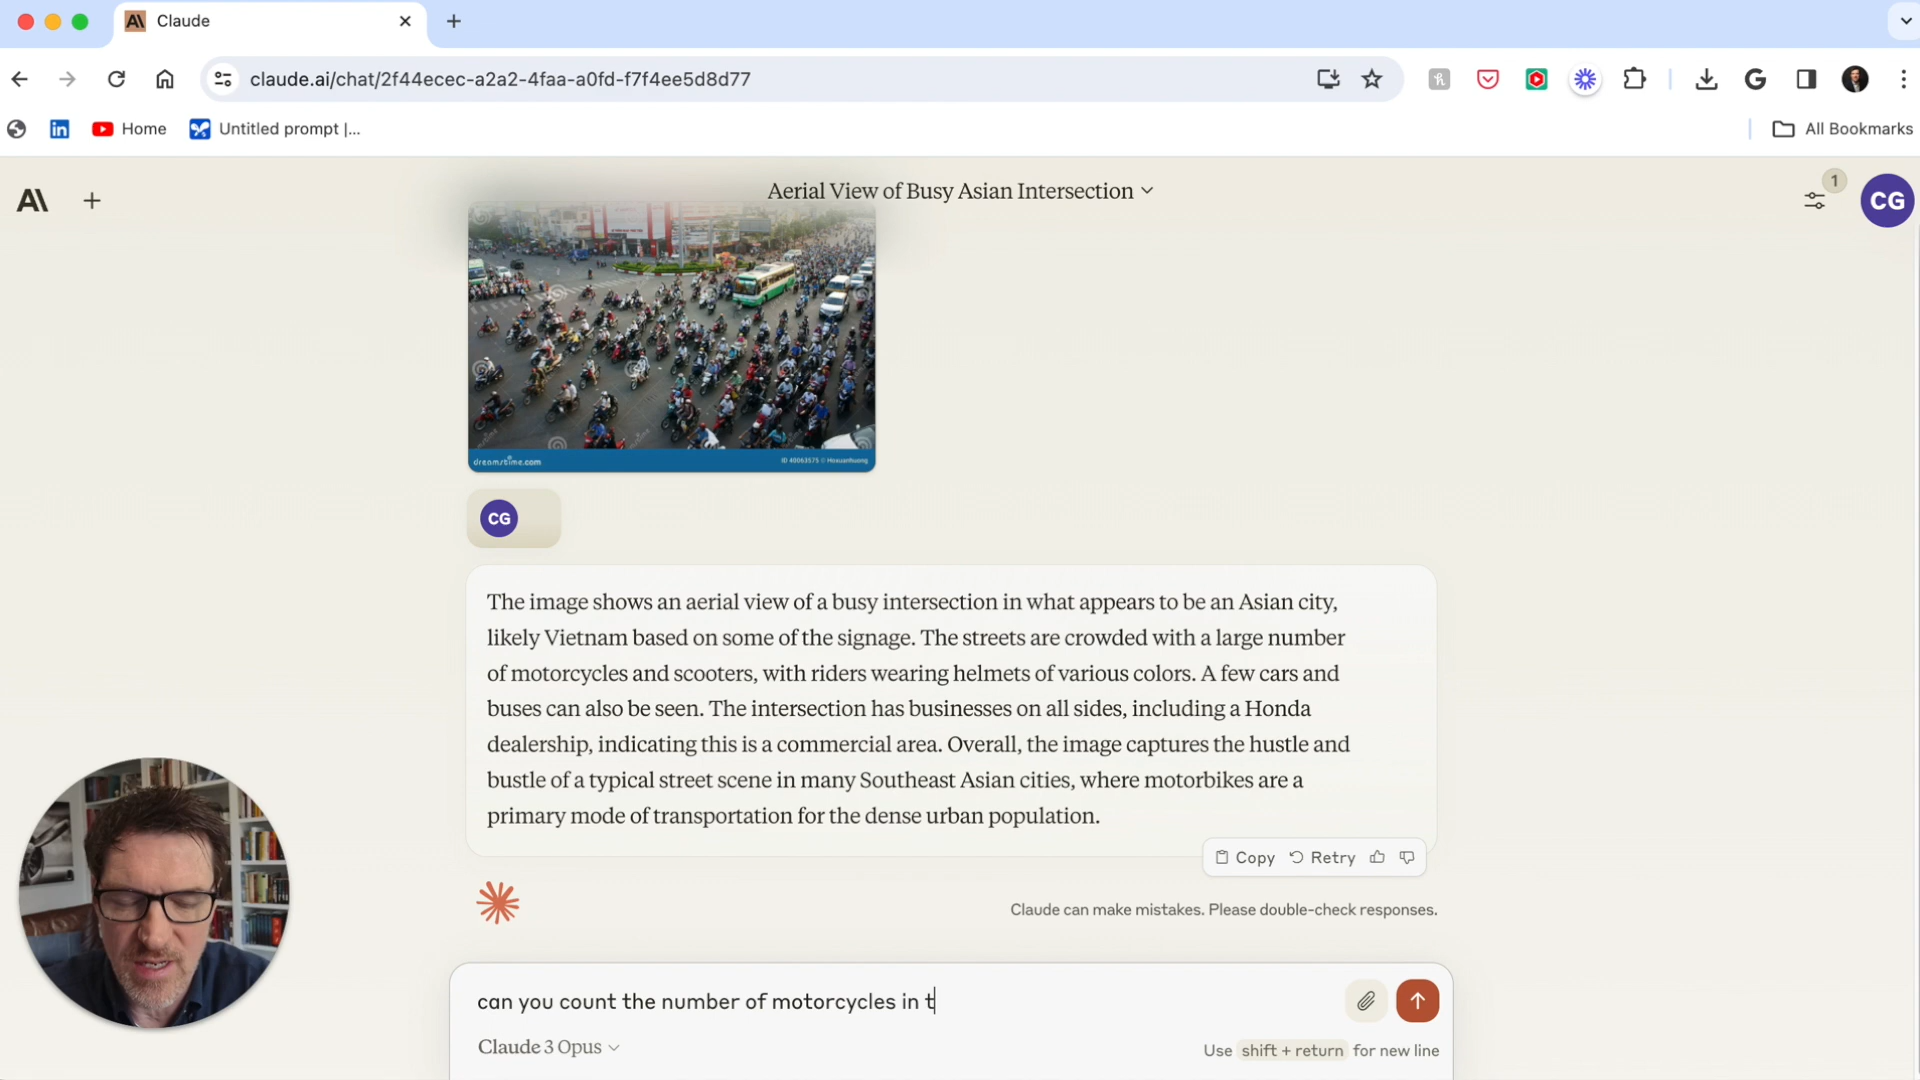 Claude
claude.ai/chat/2f44ecec-a2a2-4faa-a0fd-f7f4ee5d8d77
Home
Untitled prompt |...
All Bookmarks
Aerial View of Busy Asian Intersection
1
CG
dreamstime.com
ID 40063575 © Hoxuanhuong
CG
The image shows an aerial view of a busy intersection in what appears to be an Asian city,
likely Vietnam based on some of the signage. The streets are crowded with a large number
of motorcycles and scooters, with riders wearing helmets of various colors. A few cars and
buses can also be seen. The intersection has businesses on all sides, including a Honda
dealership, indicating this is a commercial area. Overall, the image captures the hustle and
bustle of a typical street scene in many Southeast Asian cities, where motorbikes are a
primary mode of transportation for the dense urban population.
Copy Retry
Claude can make mistakes. Please double-check responses.
can you count the number of motorcycles in t
Claude 3 Opus
Use shift + return for new line